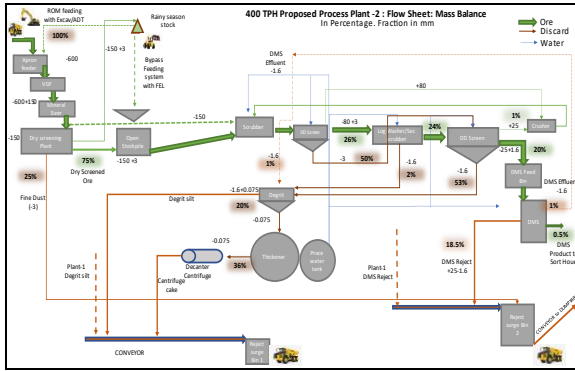 400 TPH Proposed Process Plant -2 : Flow Sheet: Mass Balance
In Percentage. Fraction in mm
ROM feeding
with Excav/ADT
100%
Rainy season
stock
Ore
Discard
Water
Apron
feeder
-600
VGF
-600+150
Mineral
Sizer
-150 +3
Bypass
Feeding
system
with FEL
DMS
Effluent
-1.6
+80
-150
-150
Dry screening
Plant
Open
Stockpile
-150 +3
Scrubber
DD Screen
-80 +3
26%
Log Washer/Sec
scrubber
24%
DD Screen
1%
+25
Crusher
75%
Dry Screened
Ore
25%
Fine Dust
(-3)
-1.6
1%
-3
50%
-1.6
2%
-1.6
53%
-25+1.6
20%
DMS Feed
Bin
DMS Effluent
-1.6
1%
Degrit silt
-1.6+0.075
20%
Degrit
-0.075
DMS
0.5%
DMS
Product to
Sort House
18.5%
DMS Reject
+25-1.6
-0.075
Thickener
Process
water
tank
Decanter
Centrifuge
36%
Centrifuge
cake
Plant-1
Degrit silt
Plant-1
DMS Reject
CONVEYOR
Reject
surge
Bin 1
Reject
surge Bin
2
CONVEYOR to DUMPING